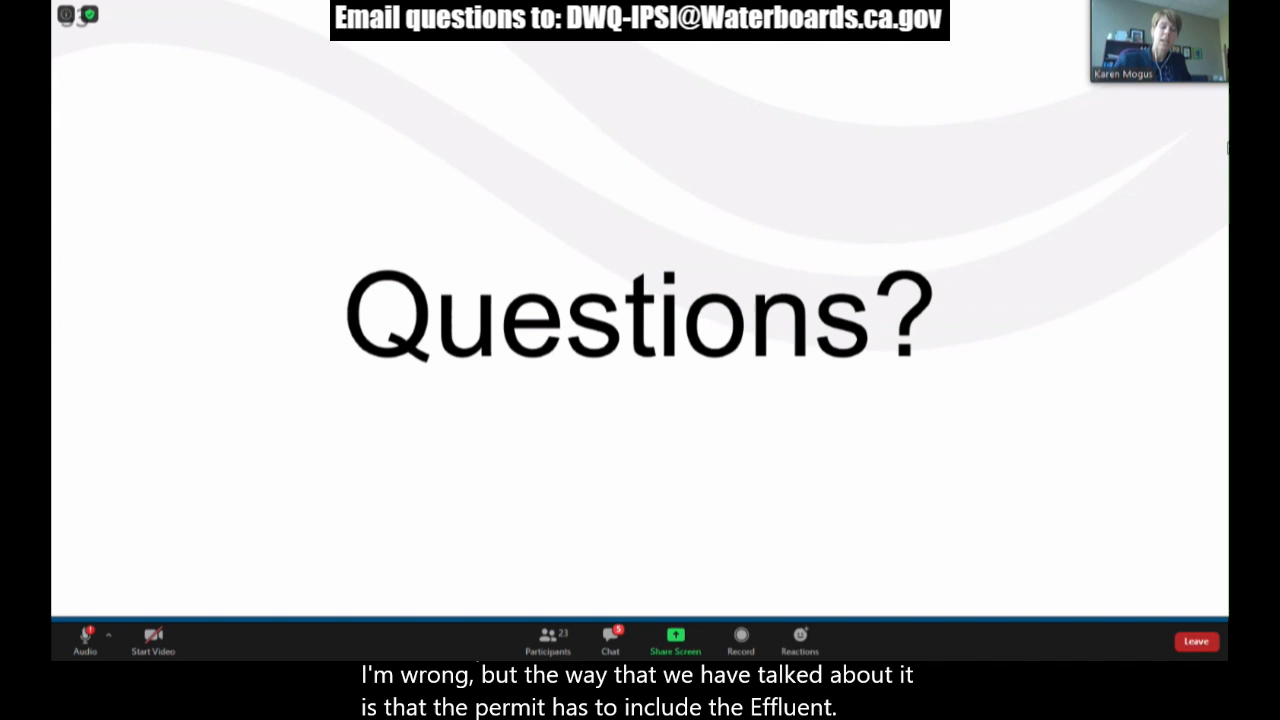 Email questions to: DWQ-IPSI@Waterboards.ca.gov
Karen Mogus
Questions?
23
5
Audio
Start Video
Participants
Chat
Share Screen
Record
Reactions
Leave
I'm wrong, but the way that we have talked about it
is that the permit has to include the Effluent.